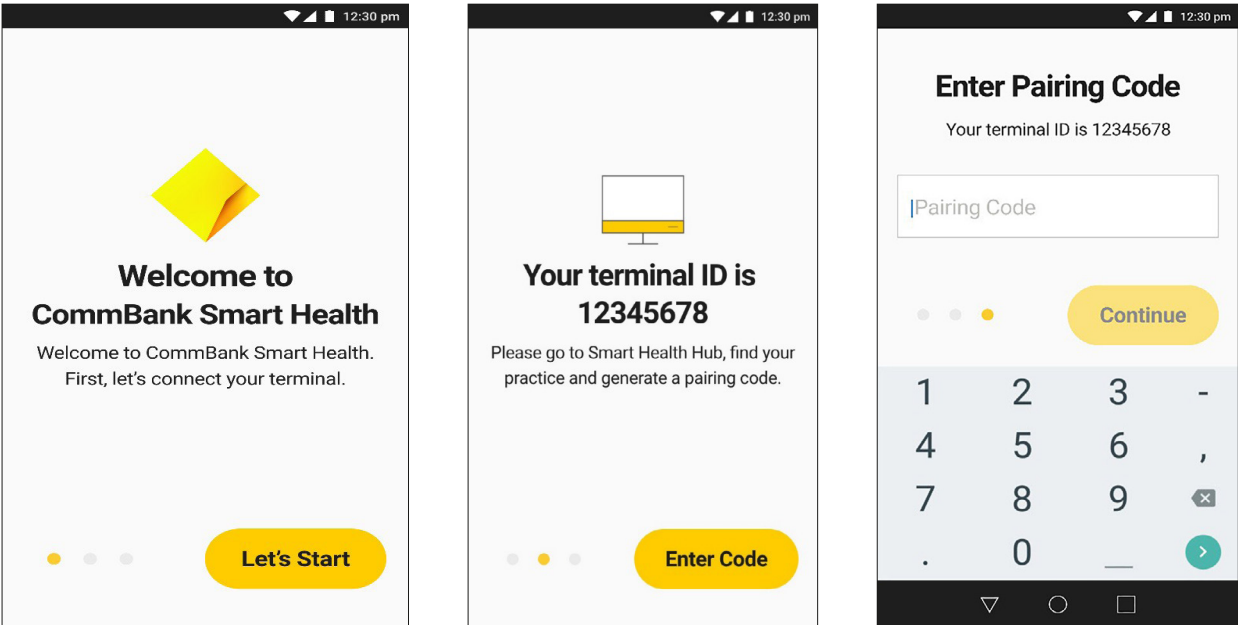 12:30 pm
Welcome to
CommBank Smart Health
Welcome to CommBank Smart Health.
First, let's connect your terminal.
Let's Start
12:30 pm
Your terminal ID is
12345678
Please go to Smart Health Hub, find your
practice and generate a pairing code.
Enter Code
12:30 pm
Enter Pairing Code
Your terminal ID is 12345678
Pairing Code
Continue
1 2 3 -
4 5 6 ,
7 8 9
. 0 _